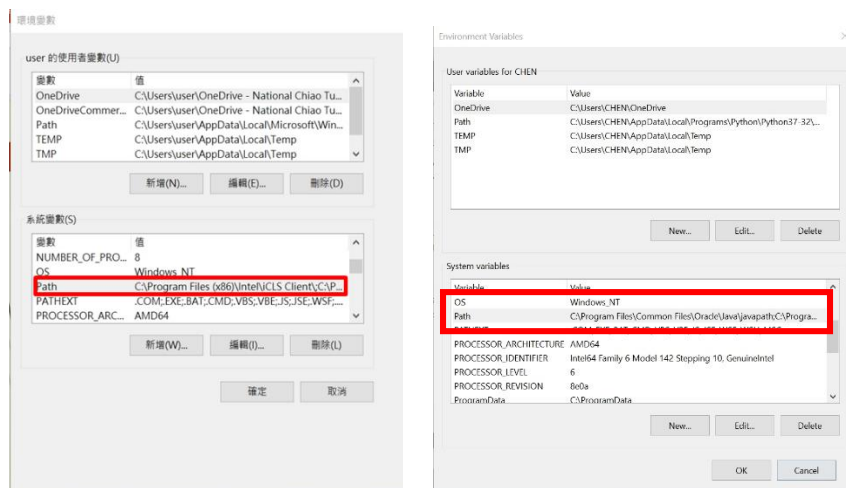 環境變數
user 的使用者變數(U)
變數 值
OneDrive C:\Users\user\OneDrive - National Chiao Tu...
OneDriveCommer... C:\Users\user\OneDrive - National Chiao Tu...
Path C:\Users\user\AppData\Local\Microsoft\Win...
TEMP C:\Users\user\AppData\Local\Temp
TMP C:\Users\user\AppData\Local\Temp
新增(N)... 編輯(E)... 刪除(D)
系統變數(S)
變數 值
NUMBER_OF_PRO... 8
OS Windows_NT
Path C:\Program Files (x86)\Intel\iCLS Client\;C:\P...
PATHEXT .COM;.EXE;.BAT;.CMD;.VBS;.VBE;.JS;.JSE;.WSF;....
PROCESSOR_ARC... AMD64
新增(W)... 編輯(I)... 刪除(L)
確定 取消
Environment Variables
User variables for CHEN
Variable Value
OneDrive C:\Users\CHEN\OneDrive
Path C:\Users\CHEN\AppData\Local\Programs\Python\Python37-32\...
TEMP C:\Users\CHEN\AppData\Local\Temp
TMP C:\Users\CHEN\AppData\Local\Temp
New... Edit... Delete
System variables
Variable Value
OS Windows_NT
Path C:\Program Files\Common Files\Oracle\Java\javapath;C:\Progra...
PROCESSOR_ARCHITECTURE AMD64
PROCESSOR_IDENTIFIER Intel64 Family 6 Model 142 Stepping 10, GenuineIntel
PROCESSOR_LEVEL 6
PROCESSOR_REVISION 8e0a
ProgramData C:\ProgramData
New... Edit... Delete
OK Cancel